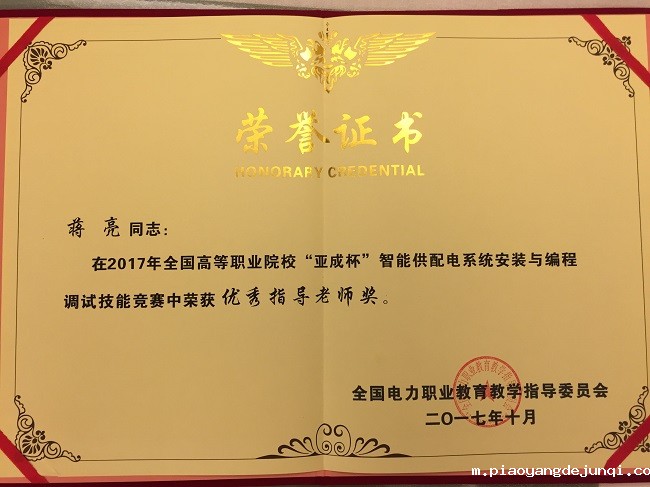 荣誉证书
HONORARY CREDENTIAL
蒋 亮 同志：
在2017年全国高等职业院校“亚成杯”智能供配电系统安装与编程
调试技能竞赛中荣获 优秀指导老师奖。
全国电力职业教育教学指导委员会
二〇一七年十月
m.piaoyangdejunqi.co